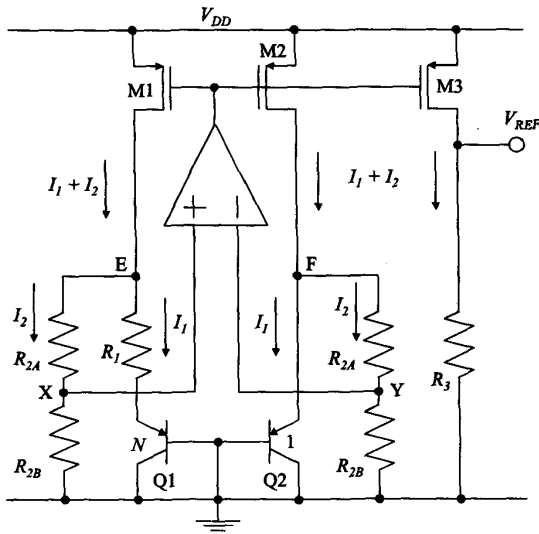 V_DD
M1
M2
M3
V_REF
I_1 + I_2
I_1 + I_2
+
−
E
F
I_2
I_1
I_1
I_2
R_2A
R_1
R_2A
R_3
X
Y
N
1
R_2B
Q1
Q2
R_2B